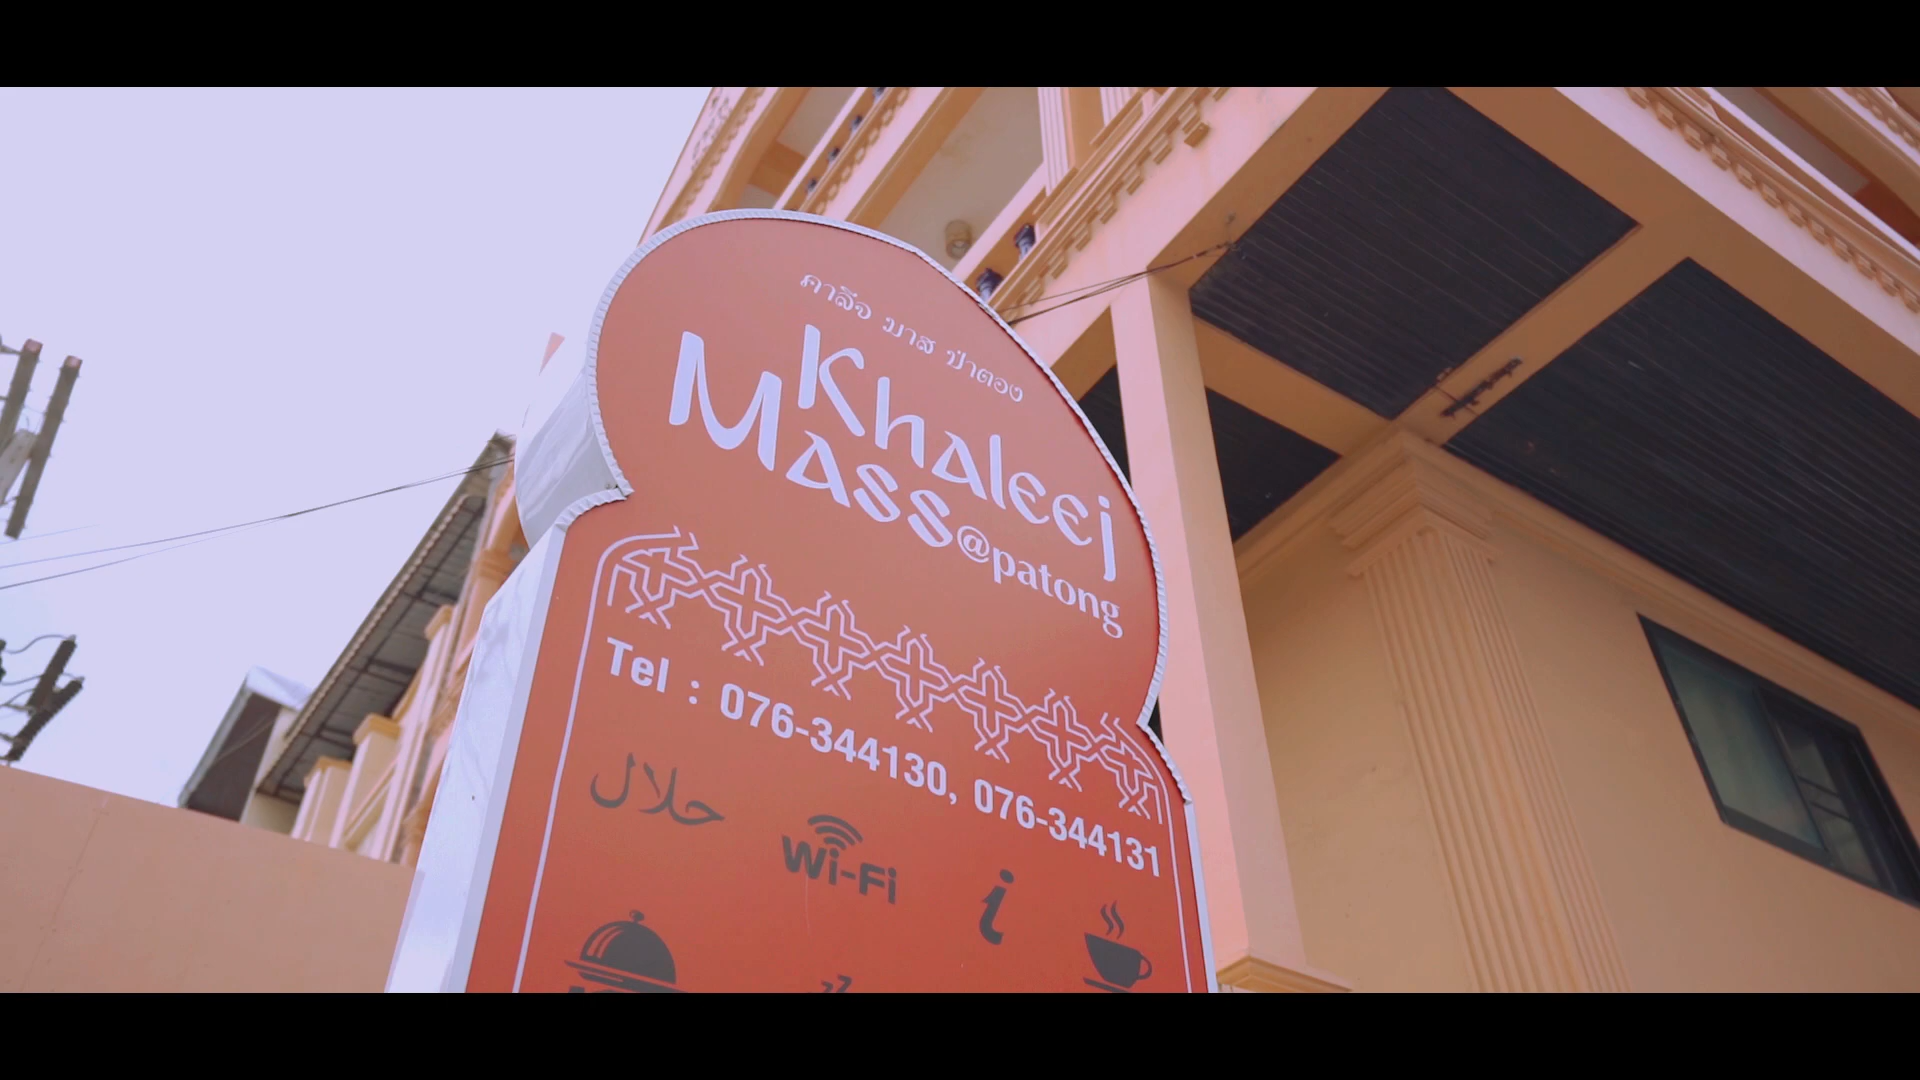 คาลีจ มาส ป่าตอง
Khaleej
Mass@patong
Tel : 076-344130, 076-344131
حلال
Wi-Fi
i
zz